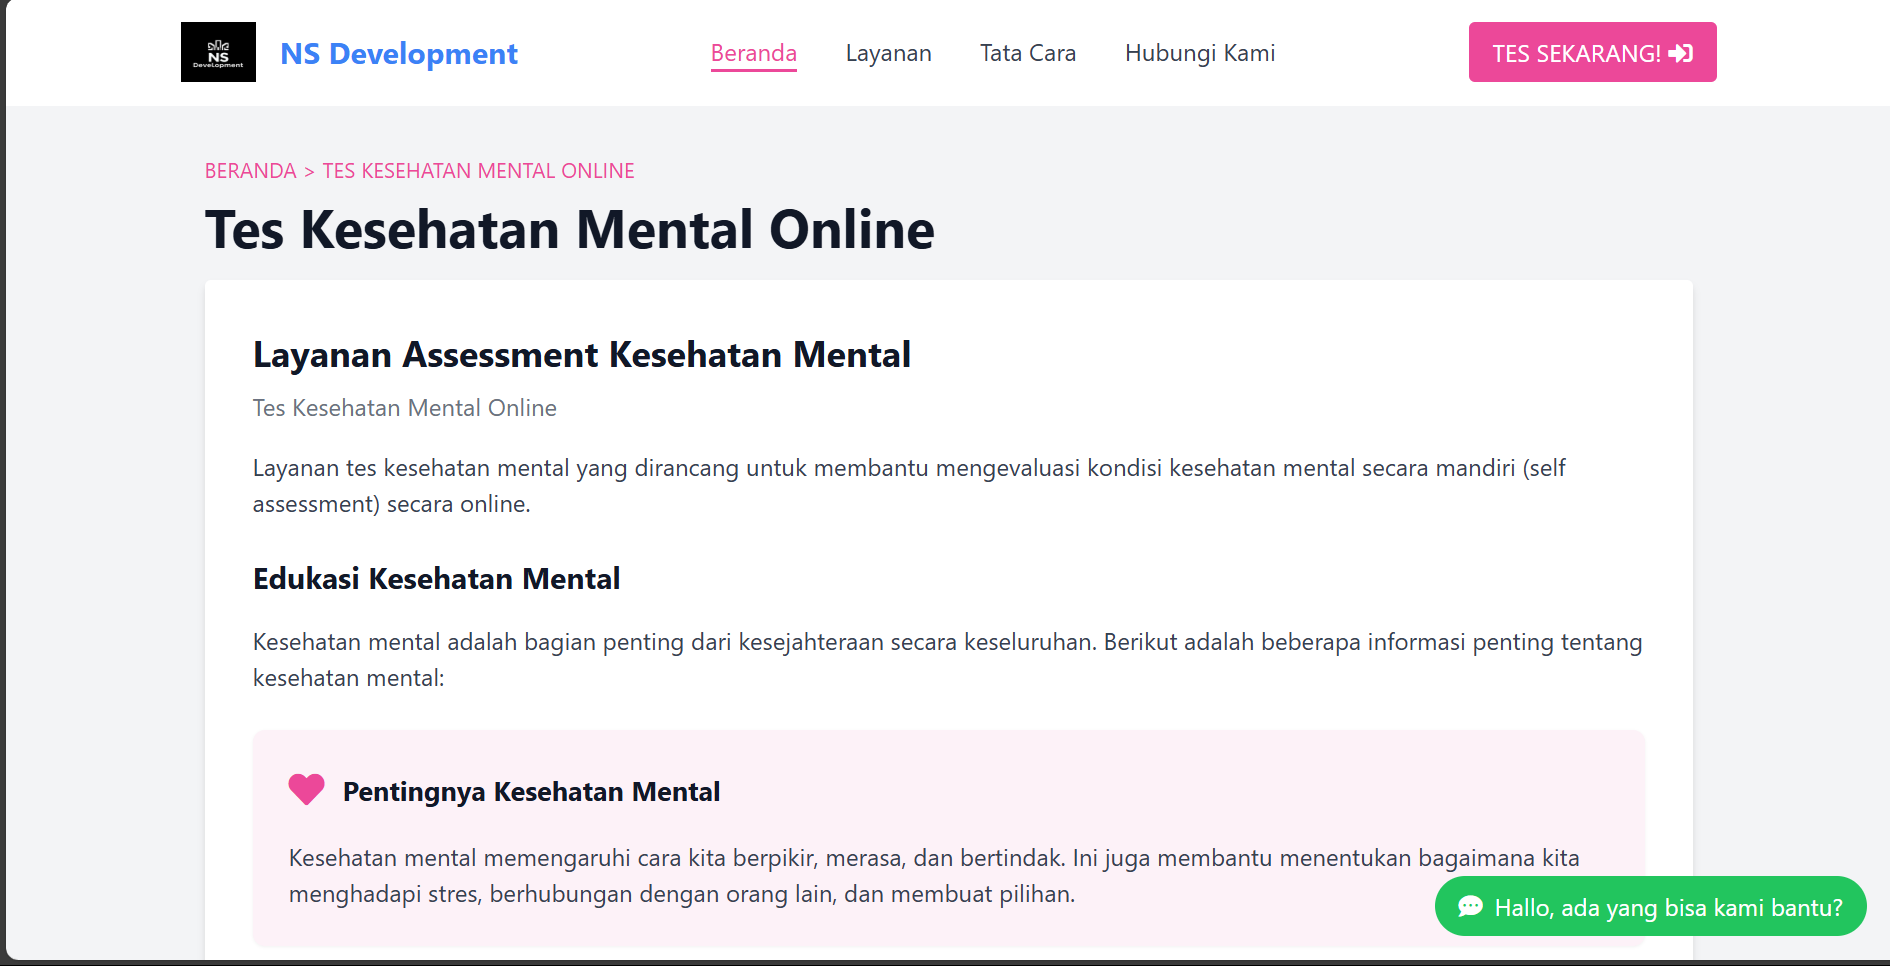 NS
Development
NS Development
Beranda
Layanan
Tata Cara
Hubungi Kami
TES SEKARANG!
BERANDA > TES KESEHATAN MENTAL ONLINE
Tes Kesehatan Mental Online
Layanan Assessment Kesehatan Mental
Tes Kesehatan Mental Online
Layanan tes kesehatan mental yang dirancang untuk membantu mengevaluasi kondisi kesehatan mental secara mandiri (self
assessment) secara online.
Edukasi Kesehatan Mental
Kesehatan mental adalah bagian penting dari kesejahteraan secara keseluruhan. Berikut adalah beberapa informasi penting tentang
kesehatan mental:
Pentingnya Kesehatan Mental
Kesehatan mental memengaruhi cara kita berpikir, merasa, dan bertindak. Ini juga membantu menentukan bagaimana kita
menghadapi stres, berhubungan dengan orang lain, dan membuat pilihan.
Hallo, ada yang bisa kami bantu?